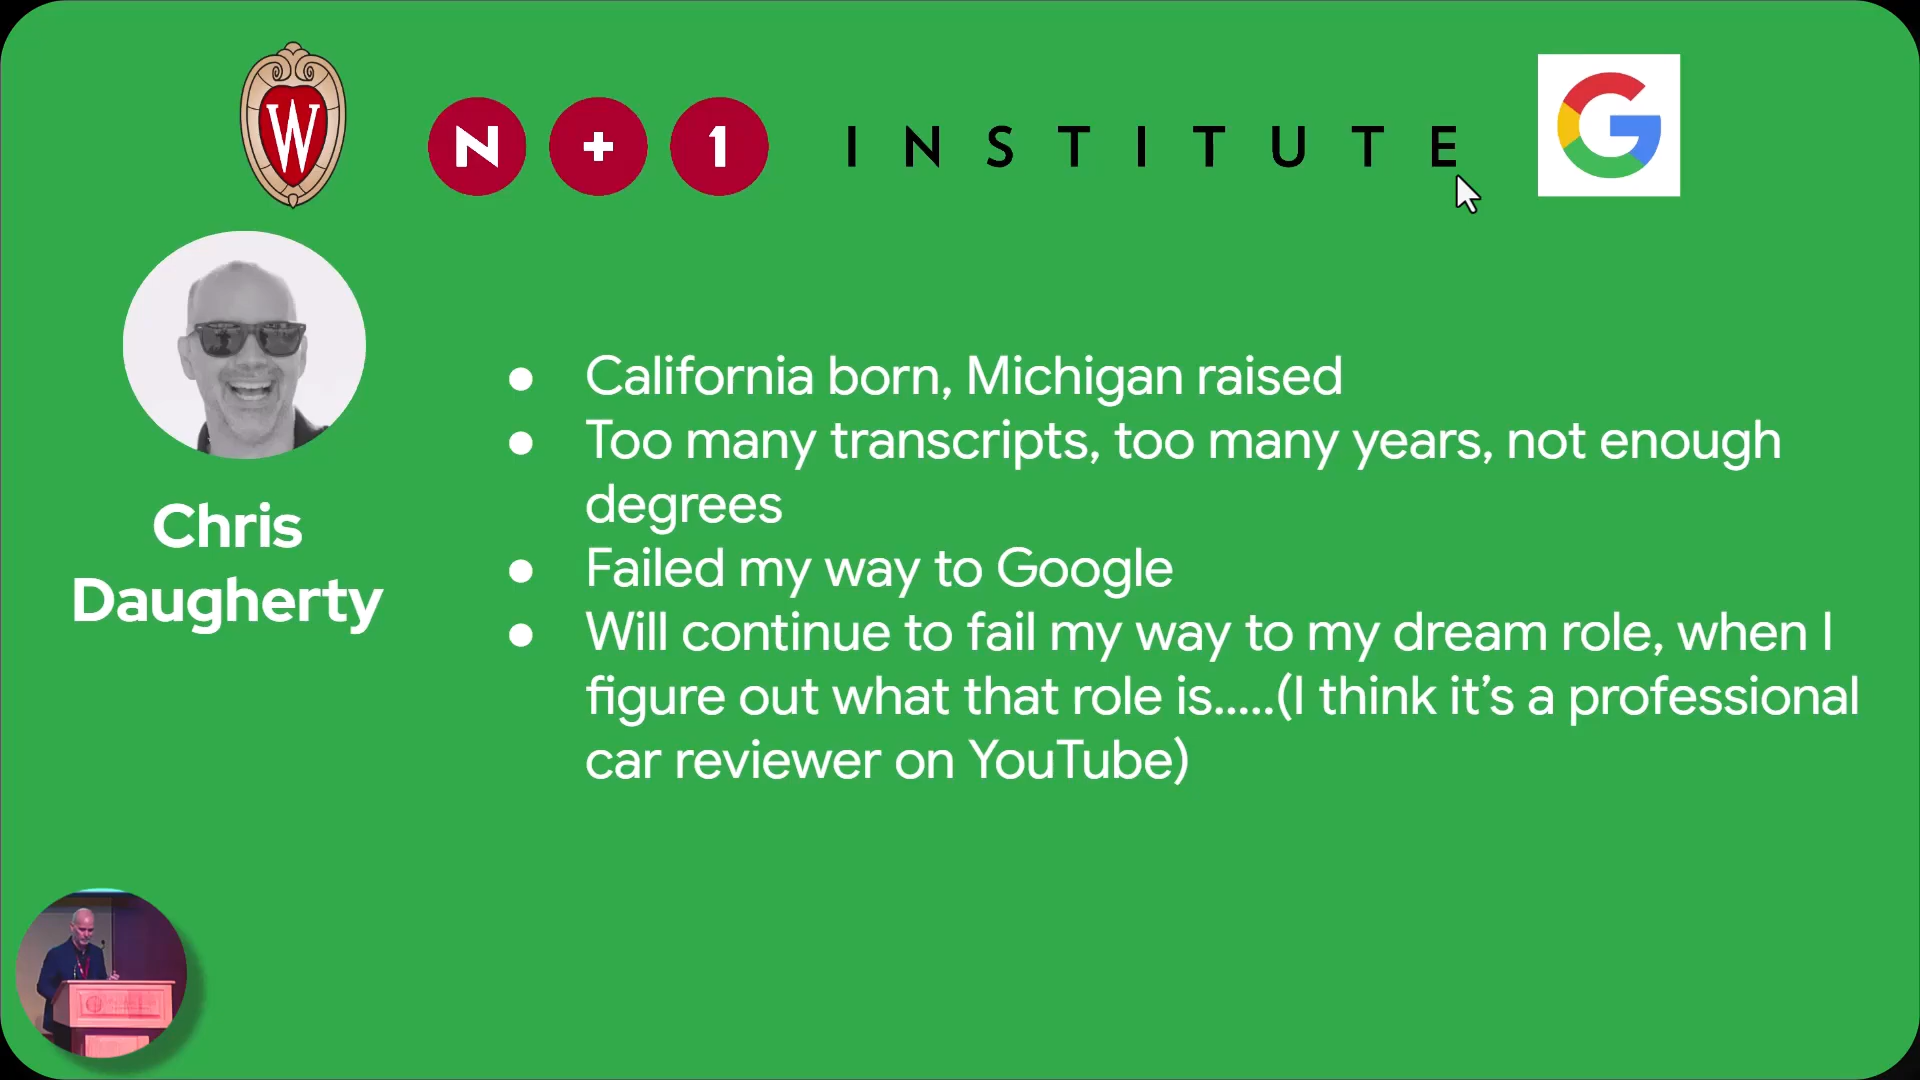 W
N + 1 INSTITUTE
G
Chris
Daugherty
● California born, Michigan raised
● Too many transcripts, too many years, not enough
degrees
● Failed my way to Google
● Will continue to fail my way to my dream role, when I
figure out what that role is.....(I think it’s a professional
car reviewer on YouTube)